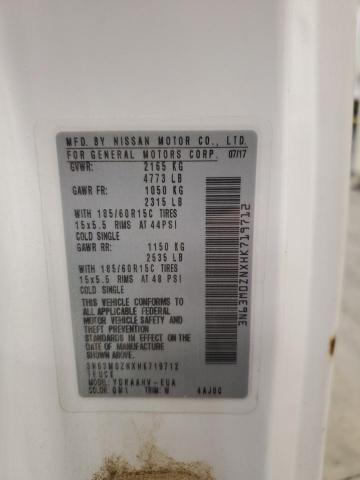 MFD. BY NISSAN MOTOR CO., LTD.
FOR GENERAL MOTORS CORP. 07/17
GVWR: 2165 KG
4773 LB
GAWR FR: 1050 KG
2315 LB
WITH 185/60R15C TIRES
15x5.5 RIMS AT 44PSI
COLD SINGLE
GAWR RR: 1150 KG
2535 LB
WITH 185/60R15C TIRES
15x5.5 RIMS AT 48 PSI
COLD SINGLE
THIS VEHICLE CONFORMS TO
ALL APPLICABLE FEDERAL
MOTOR VEHICLE SAFETY AND
THEFT PREVENTION
STANDARDS IN EFFECT ON THE
DATE OF MANUFACTURE
SHOWN ABOVE.
3N63M0ZNXHK719712
TRUCK
MODEL: YDRAAHV-EUA
COLOR: QM1 TRIM: W 4AJ0C
3N63M0ZNXHK719712